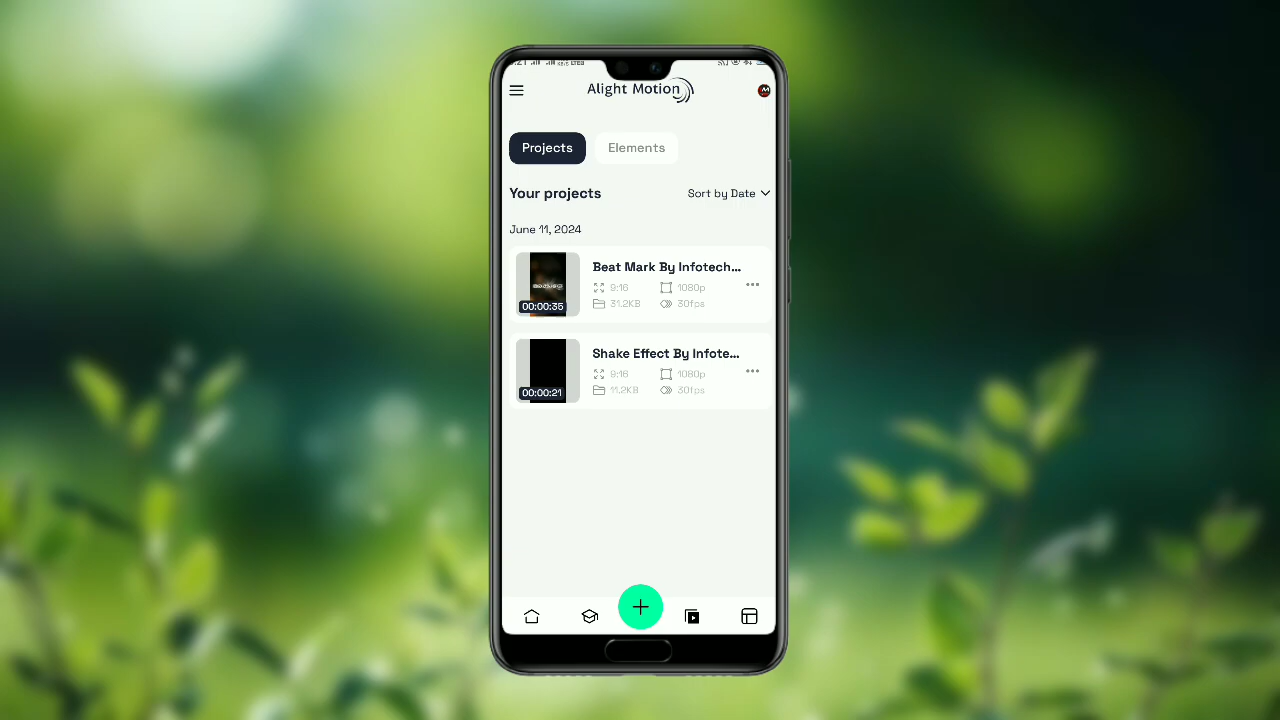 Alight Motion
Projects
Elements
Your projects
Sort by Date
June 11, 2024
Beat Mark By Infotech...
9:16
1080p
31.2KB
30fps
00:00:35
Shake Effect By Infote...
9:16
1080p
11.2KB
30fps
00:00:21